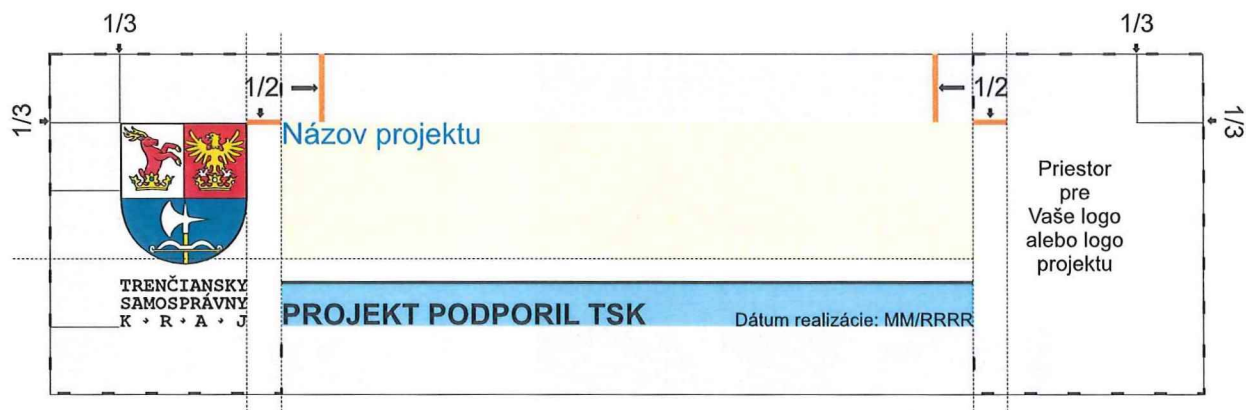 1/3
1/3
1/2
1/2
1/3
1/3
Názov projektu
Priestor
pre
Vaše logo
alebo logo
projektu
TRENČIANSKY
SAMOSPRÁVNY
K • R • A • J
PROJEKT PODPORIL TSK
Dátum realizácie: MM/RRRR